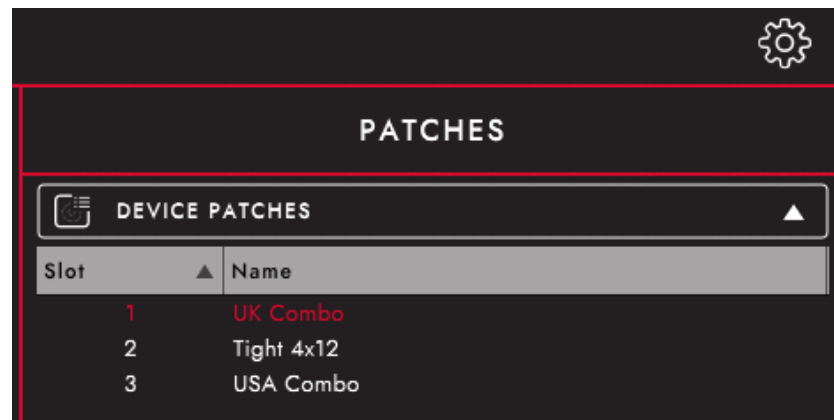 PATCHES
DEVICE PATCHES
Slot Name
1 UK Combo
2 Tight 4x12
3 USA Combo